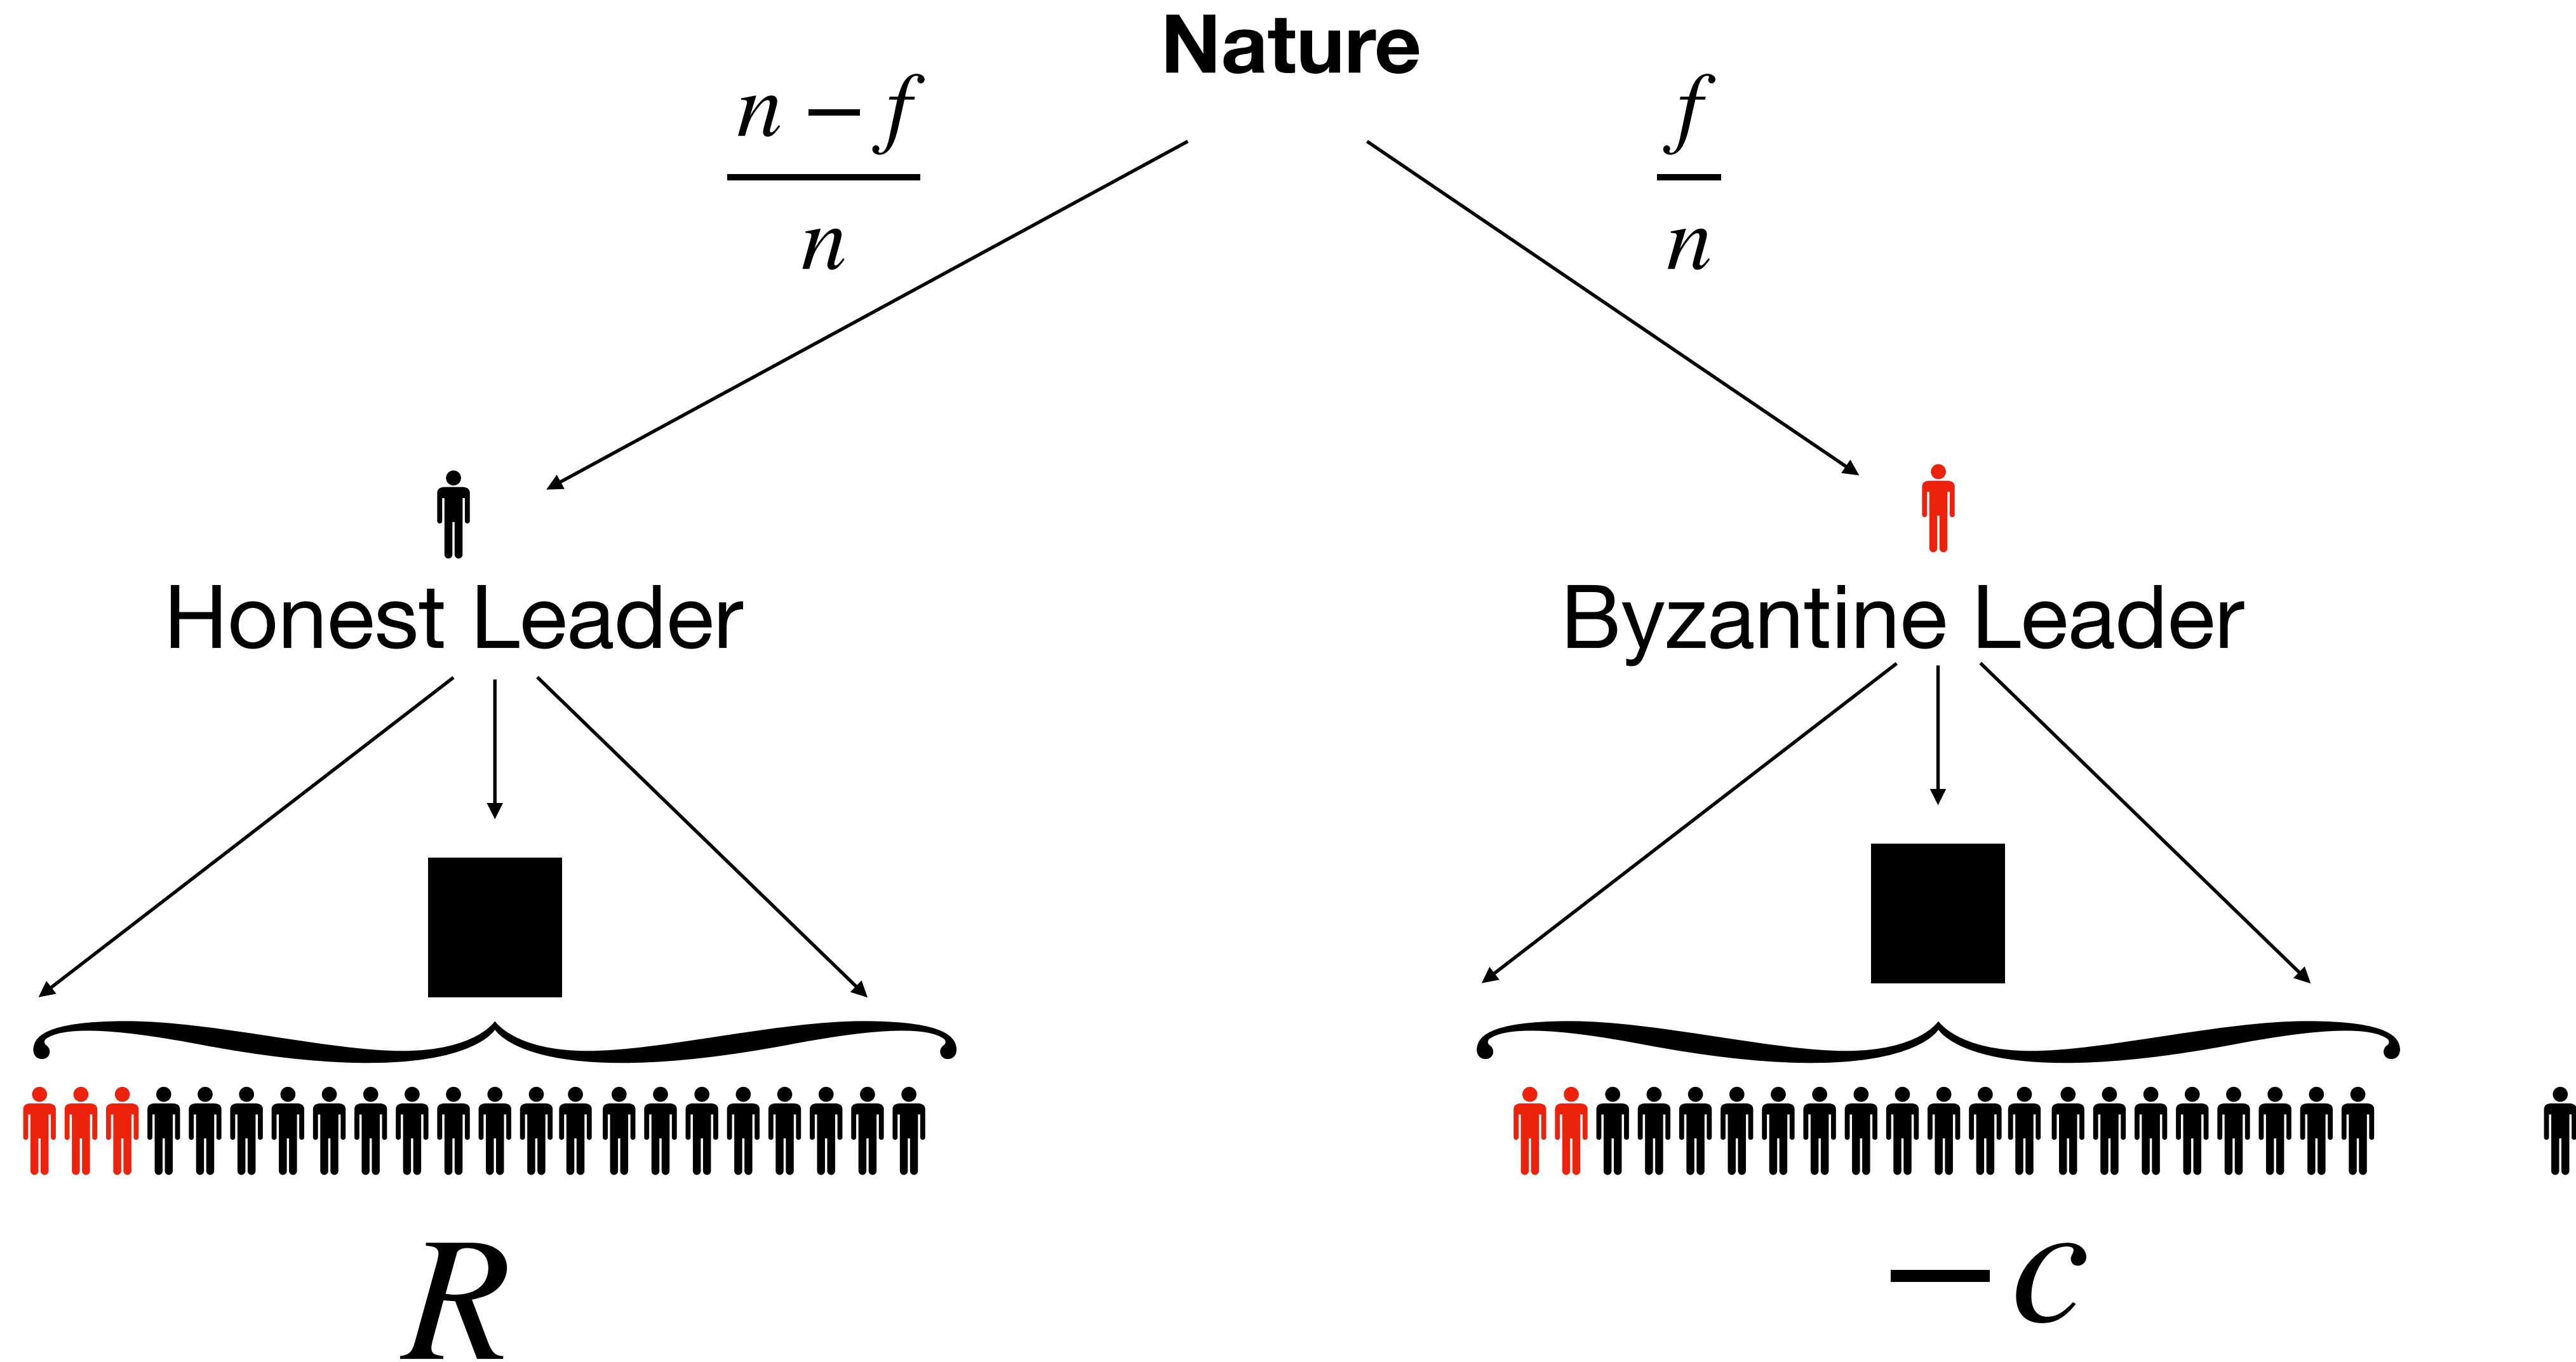 Nature
n − f
n
f
n
Honest Leader
Byzantine Leader
R
−c